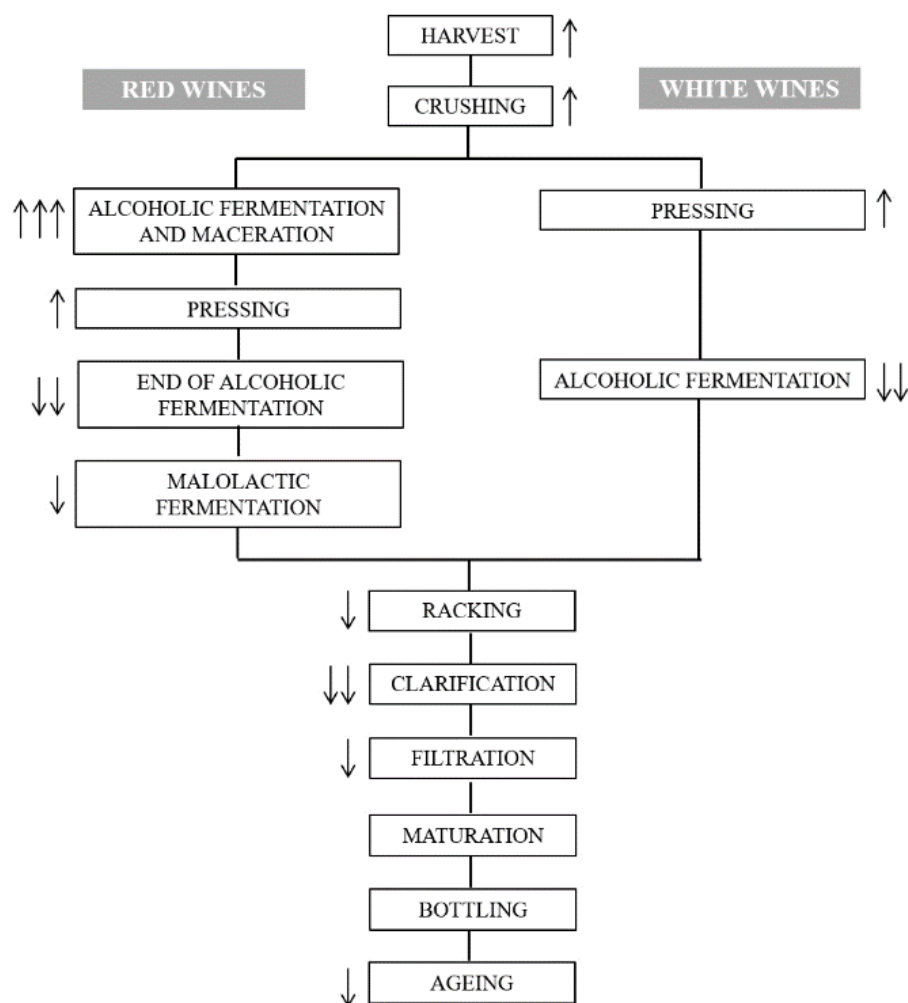 HARVEST ↑
RED WINES
WHITE WINES
CRUSHING ↑
↑↑↑ ALCOHOLIC FERMENTATION
AND MACERATION
PRESSING ↑
↑ PRESSING
↓↓ END OF ALCOHOLIC
FERMENTATION
ALCOHOLIC FERMENTATION ↓↓
↓ MALOLACTIC
FERMENTATION
↓ RACKING
↓↓ CLARIFICATION
↓ FILTRATION
MATURATION
BOTTLING
↓ AGEING